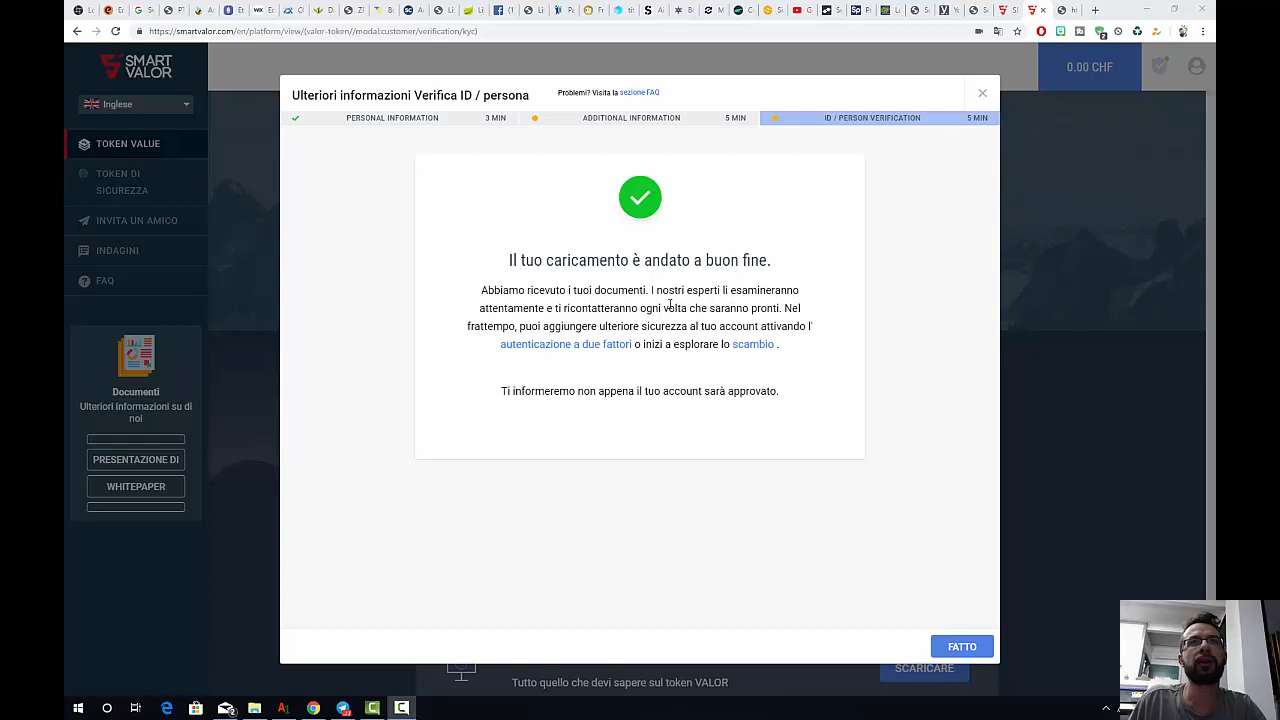 https://smartvalor.com/en/platform/view/(valor-token//modal:customer/verification/kyc)
SMART
VALOR
0.00 CHF
Inglese
TOKEN VALUE
TOKEN DI
SICUREZZA
INVITA UN AMICO
INDAGINI
FAQ
Documenti
Ulteriori informazioni su di
noi
PRESENTAZIONE DI
WHITEPAPER
Ulteriori informazioni Verifica ID / persona
Problemi? Visita la sezione FAQ
PERSONAL INFORMATION 3 MIN
ADDITIONAL INFORMATION 5 MIN
ID / PERSON VERIFICATION 5 MIN
Il tuo caricamento è andato a buon fine.
Abbiamo ricevuto i tuoi documenti. I nostri esperti li esamineranno
attentamente e ti ricontatteranno ogni volta che saranno pronti. Nel
frattempo, puoi aggiungere ulteriore sicurezza al tuo account attivando l'
autenticazione a due fattori o inizi a esplorare lo scambio .
Ti informeremo non appena il tuo account sarà approvato.
FATTO
SCARICARE
Tutto quello che devi sapere sul token VALOR